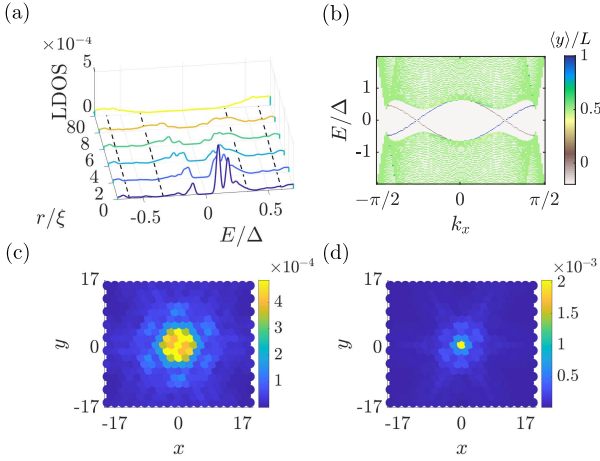 (a)
×10⁻⁴
5
LDOS
0
80
8
6
4
2
r/ξ
-0.5
0
0.5
E/Δ
(b)
⟨y⟩/L
1
E/Δ
1
0
-1
0.5
0
−π/2
0
π/2
k_x
(c)
×10⁻⁴
17
y
0
-17
4
3
2
1
-17
0
17
x
(d)
×10⁻³
17
y
0
-17
2
1.5
1
0.5
-17
0
17
x